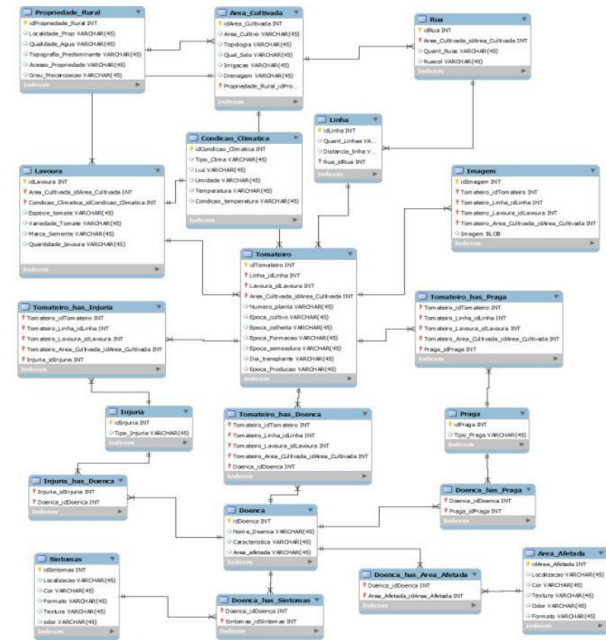 Propriedade_Rural
idPropriedade_Rural INT
Localidade_Prop VARCHAR(45)
Qualidade_Agua VARCHAR(45)
Topografia_Predominante VARCHAR(45)
Acesso_Propriedade VARCHAR(45)
Grau_Mecanizacao VARCHAR(45)
Indexes
Area_Cultivada
idArea_Cultivada INT
Area_Cultivo VARCHAR(45)
Topologia VARCHAR(45)
Qual_Solo VARCHAR(45)
Irrigacao VARCHAR(45)
Drenagem VARCHAR(45)
Propriedade_Rural_idPro...
Indexes
Rua
idRua INT
Area_Cultivada_idArea_Cultivada INT
Quant_Ruas VARCHAR(45)
Ruacol VARCHAR(45)
Indexes
Linha
idLinha INT
Quant_Linhas VA...
Distancia_linha V...
Rua_idRua INT
Indexes
Condicao_Climatica
idCondicao_Climatica INT
Tipo_Clima VARCHAR(45)
Luz VARCHAR(45)
Umidade VARCHAR(45)
Temperatura VARCHAR(45)
Condicao_temperatura VARCHAR(45)
Indexes
Lavoura
idLavoura INT
Area_Cultivada_idArea_Cultivada INT
Condicao_Climatica_idCondicao_Climatica INT
Especie_tomate VARCHAR(45)
Variedade_Tomate VARCHAR(45)
Marca_Semente VARCHAR(45)
Quantidade_lavoura VARCHAR(45)
Indexes
Imagem
idImagem INT
Tomateiro_idTomateiro INT
Tomateiro_Linha_idLinha INT
Tomateiro_Lavoura_idLavoura INT
Tomateiro_Area_Cultivada_idArea_Cultivada INT
Imagem BLOB
Indexes
Tomateiro
idTomateiro INT
Linha_idLinha INT
Lavoura_idLavoura INT
Area_Cultivada_idArea_Cultivada INT
Numero_planta VARCHAR(45)
Epoca_cultivo VARCHAR(45)
Epoca_colheria VARCHAR(45)
Epoca_Formacao VARCHAR(45)
Epoca_semeadura VARCHAR(45)
Dia_transplante VARCHAR(45)
Epoca_Producao VARCHAR(45)
Indexes
Tomateiro_has_Injuria
Tomateiro_idTomateiro INT
Tomateiro_Linha_idLinha INT
Tomateiro_Lavoura_idLavoura INT
Tomateiro_Area_Cultivada_idArea_Cultivada INT
Injuria_idInjuria INT
Indexes
Tomateiro_has_Praga
Tomateiro_idTomateiro INT
Tomateiro_Linha_idLinha INT
Tomateiro_Lavoura_idLavoura INT
Tomateiro_Area_Cultivada_idArea_Cultivada INT
Praga_idPraga INT
Indexes
Injuria
idInjuria INT
Tipo_Injuria VARCHAR(45)
Indexes
Tomateiro_has_Doenca
Tomateiro_idTomateiro INT
Tomateiro_Linha_idLinha INT
Tomateiro_Lavoura_idLavoura INT
Tomateiro_Area_Cultivada_idArea_Cultivada INT
Doenca_idDoenca INT
Indexes
Praga
idPraga INT
Tipo_Praga VARCHAR(45)
Indexes
Injuria_has_Doenca
Injuria_idInjuria INT
Doenca_idDoenca INT
Indexes
Doenca_has_Praga
Doenca_idDoenca INT
Praga_idPraga INT
Indexes
Doenca
idDoenca INT
Nome_Doenca VARCHAR(45)
Caracteristica VARCHAR(45)
Area_afetada VARCHAR(45)
Indexes
Sintomas
idSintomas INT
Localizacao VARCHAR(45)
Cor VARCHAR(45)
Formato VARCHAR(45)
Textura VARCHAR(45)
odor VARCHAR(45)
Indexes
Doenca_has_Sintomas
Doenca_idDoenca INT
Sintomas_idSintomas INT
Indexes
Doenca_has_Area_Afetada
Doenca_idDoenca INT
Area_Afetada_idArea_Afetada INT
Indexes
Area_Afetada
idArea_Afetada INT
Localizacao VARCHAR(45)
Cor VARCHAR(45)
Textura VARCHAR(45)
Odor VARCHAR(45)
Formato VARCHAR(45)
Indexes